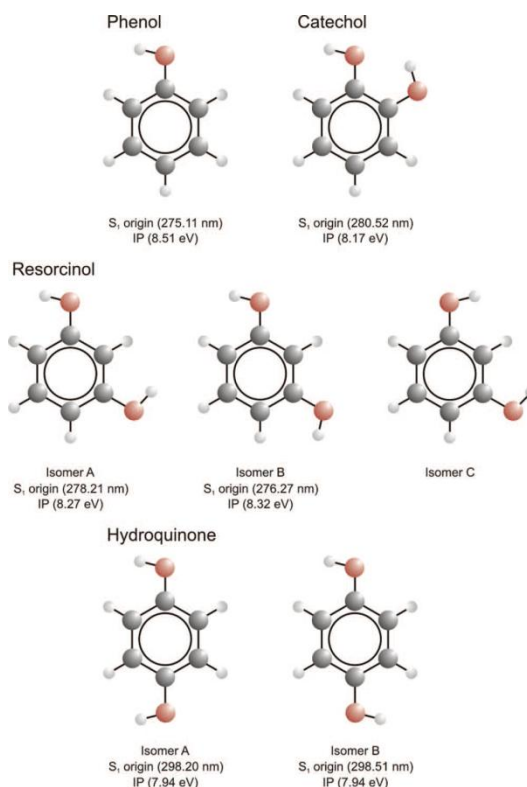 Phenol
Catechol
S₁ origin (275.11 nm)
IP (8.51 eV)
S₁ origin (280.52 nm)
IP (8.17 eV)
Resorcinol
Isomer A
S₁ origin (278.21 nm)
IP (8.27 eV)
Isomer B
S₁ origin (276.27 nm)
IP (8.32 eV)
Isomer C
Hydroquinone
Isomer A
S₁ origin (298.20 nm)
IP (7.94 eV)
Isomer B
S₁ origin (298.51 nm)
IP (7.94 eV)